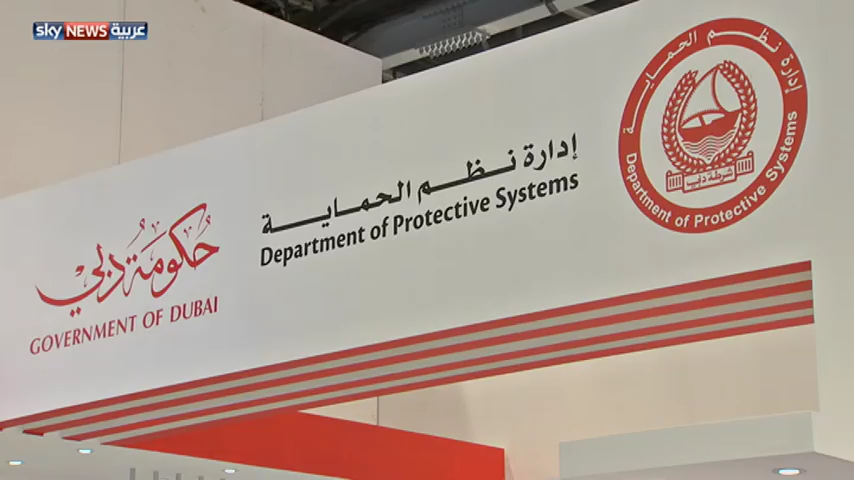 sky NEWS عربية
حكومة دبي
GOVERNMENT OF DUBAI
إدارة نظم الحماية
Department of Protective Systems
إدارة نظم الحماية
شرطة دبي
Department of Protective Systems